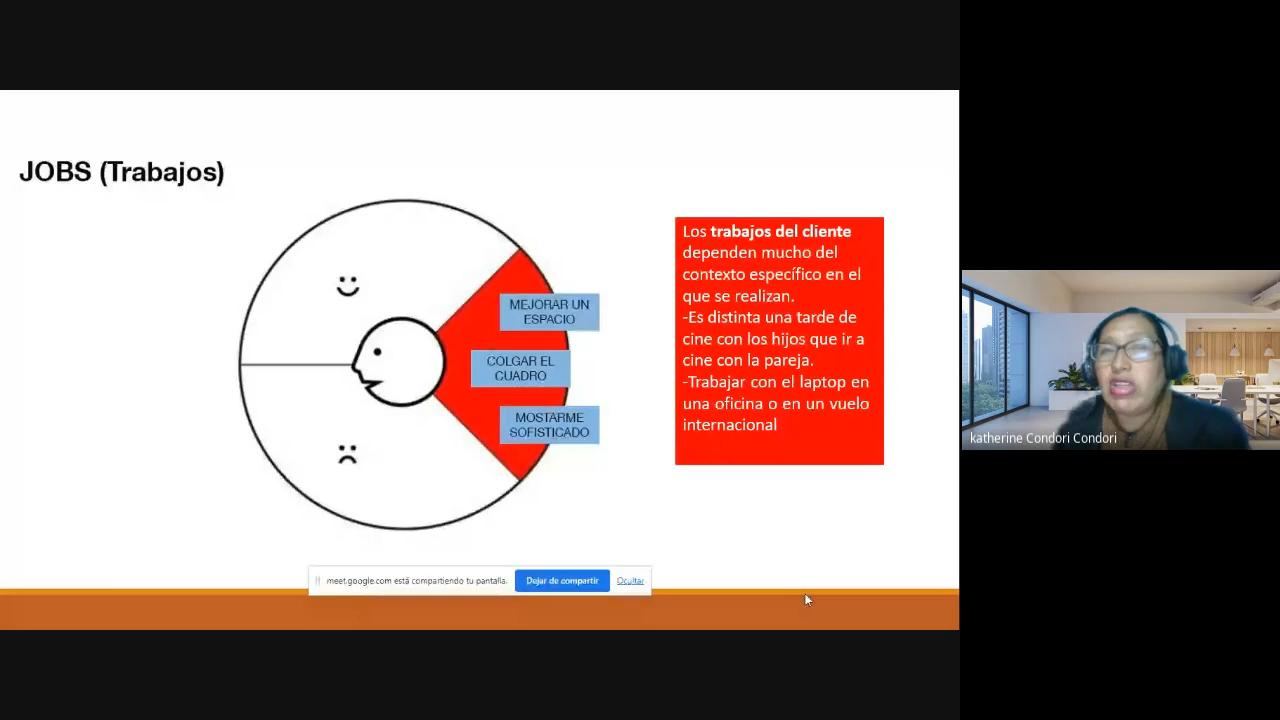 JOBS (Trabajos)
MEJORAR UN
ESPACIO
COLGAR EL
CUADRO
MOSTARME
SOFISTICADO
Los trabajos del cliente
dependen mucho del
contexto específico en el
que se realizan.
-Es distinta una tarde de
cine con los hijos que ir a
cine con la pareja.
-Trabajar con el laptop en
una oficina o en un vuelo
internacional
katherine Condori Condori
meet.google.com está compartiendo tu pantalla. Dejar de compartir Ocultar